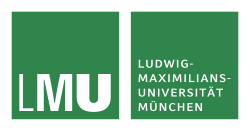 LMU
LUDWIG-
MAXIMILIANS-
UNIVERSITÄT
MÜNCHEN